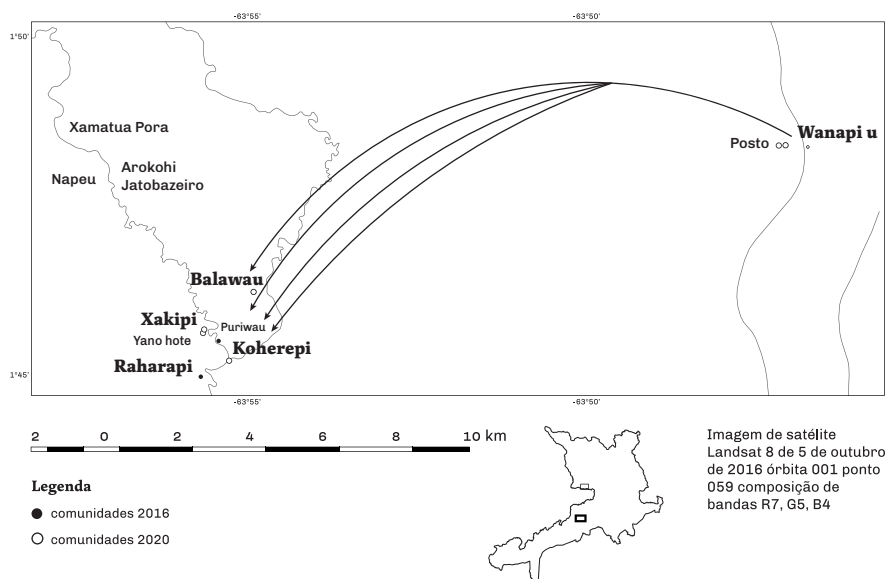 -63°55'
-63°50'
1°50'
Xamatua Pora
Wanapi u
Posto
Arokohi
Jatobazeiro
Napeu
Balawau
Xakipi
Puriwau
Yano hote
Koherepi
Raharapi
1°45'
-63°55'
-63°50'
2 0 2 4 6 8 10 km
Legenda
comunidades 2016
comunidades 2020
Imagem de satélite
Landsat 8 de 5 de outubro
de 2016 órbita 001 ponto
059 composição de
bandas R7, G5, B4